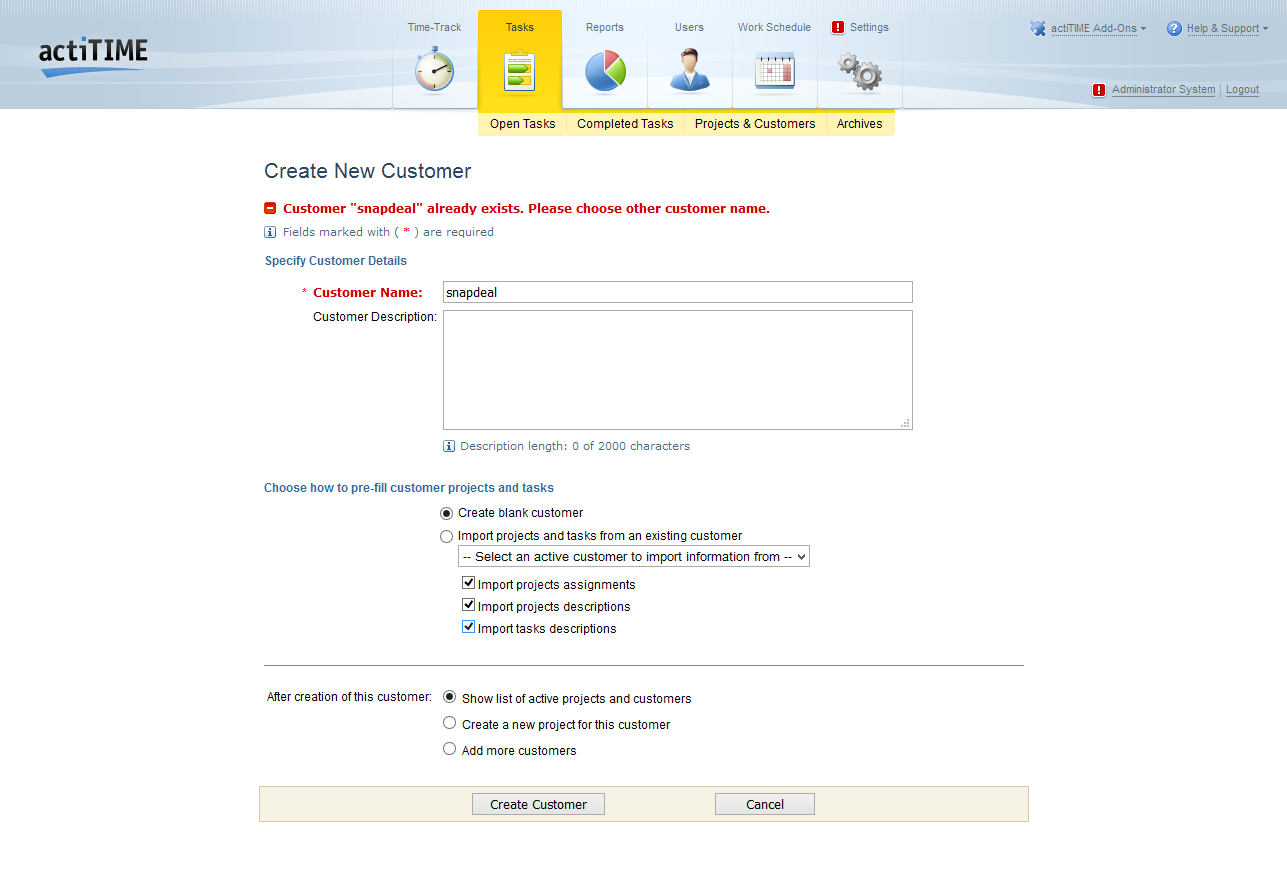 actiTIME
Time-Track Tasks Reports Users Work Schedule Settings
actiTIME Add-Ons Help & Support
Administrator System Logout
Open Tasks Completed Tasks Projects & Customers Archives
Create New Customer
Customer "snapdeal" already exists. Please choose other customer name.
Fields marked with ( * ) are required
Specify Customer Details
* Customer Name: snapdeal
Customer Description:
Description length: 0 of 2000 characters
Choose how to pre-fill customer projects and tasks
Create blank customer
Import projects and tasks from an existing customer
-- Select an active customer to import information from --
Import projects assignments
Import projects descriptions
Import tasks descriptions
After creation of this customer: Show list of active projects and customers
Create a new project for this customer
Add more customers
Create Customer Cancel